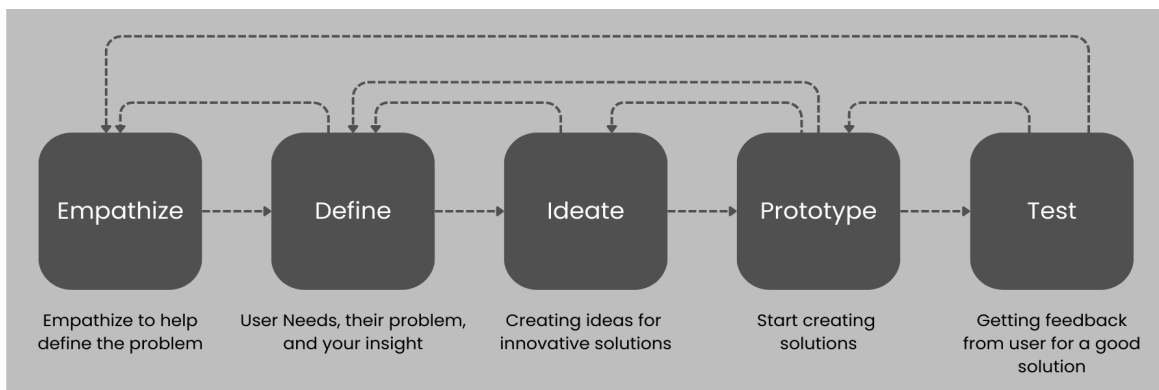 Empathize
Define
Ideate
Prototype
Test
Empathize to help
define the problem
User Needs, their problem,
and your insight
Creating ideas for
innovative solutions
Start creating
solutions
Getting feedback
from user for a good
solution